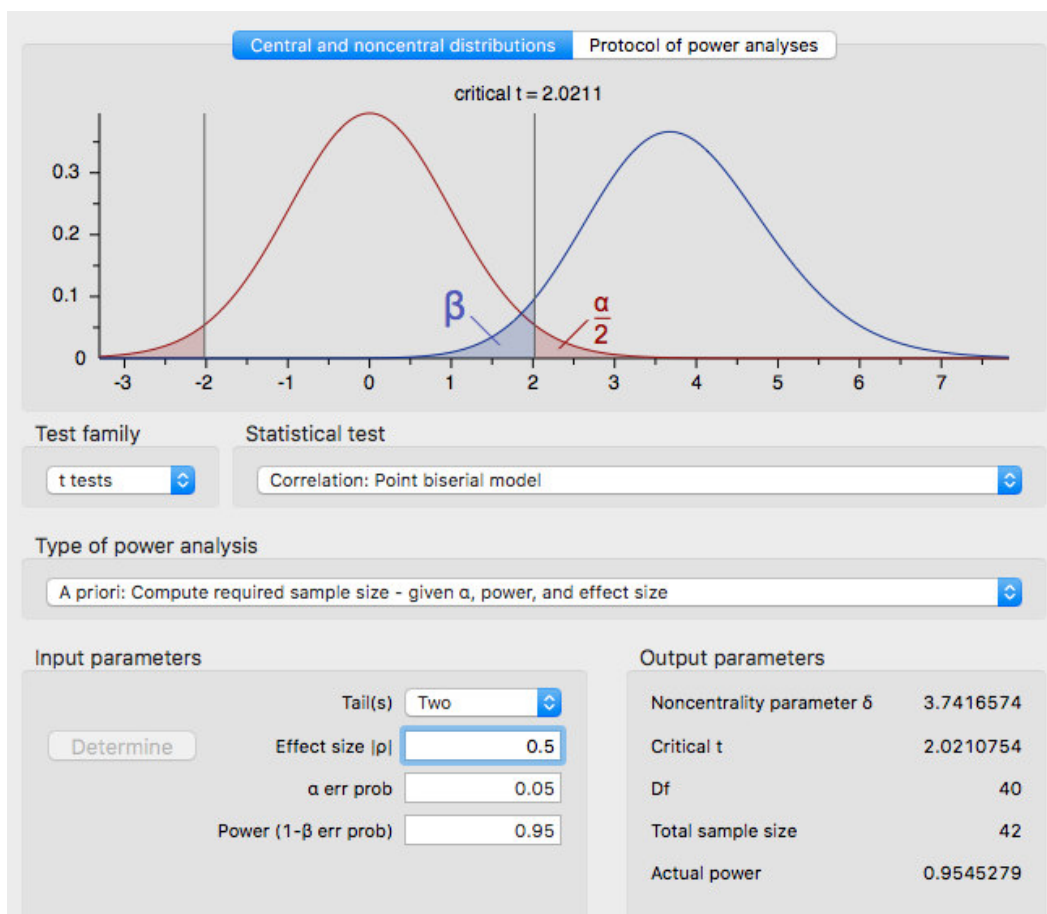 Central and noncentral distributions Protocol of power analyses
critical t = 2.0211
0.3
0.2
0.1
0
β
α
2
-3 -2 -1 0 1 2 3 4 5 6 7
Test family Statistical test
t tests Correlation: Point biserial model
Type of power analysis
A priori: Compute required sample size - given α, power, and effect size
Input parameters Output parameters
Tail(s) Two Noncentrality parameter δ 3.7416574
Determine Effect size |ρ| 0.5 Critical t 2.0210754
α err prob 0.05 Df 40
Power (1-β err prob) 0.95 Total sample size 42
Actual power 0.9545279